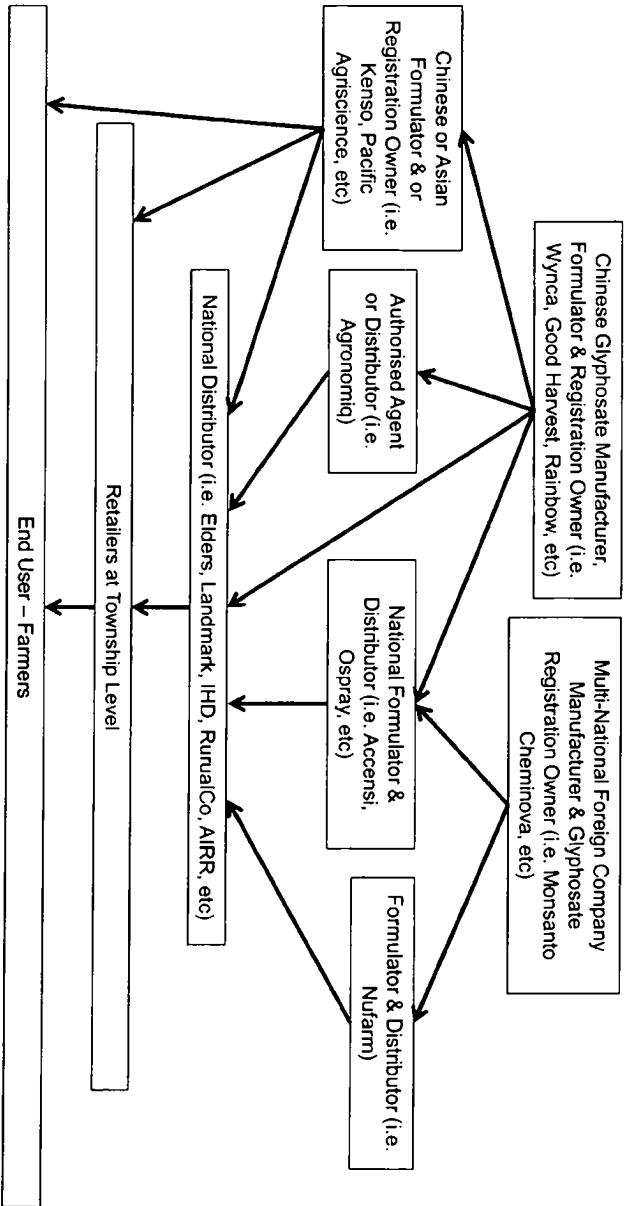 Chinese Glyphosate Manufacturer,
Formulator & Registration Owner (i.e.
Wynca, Good Harvest, Rainbow, etc)
Multi-National Foreign Company
Manufacturer & Glyphosate
Registration Owner (i.e. Monsanto
Cheminova, etc)
Chinese or Asian
Formulator & or
Registration Owner (i.e.
Kenso, Pacific
Agriscience, etc)
Authorised Agent
or Distributor (i.e.
Agronomiq)
National Formulator &
Distributor (i.e. Accensi,
Ospray, etc)
Formulator & Distributor (i.e.
Nufarm)
National Distributor (i.e. Elders, Landmark, IHD, RurualCo, AIRR, etc)
Retailers at Township Level
End User – Farmers